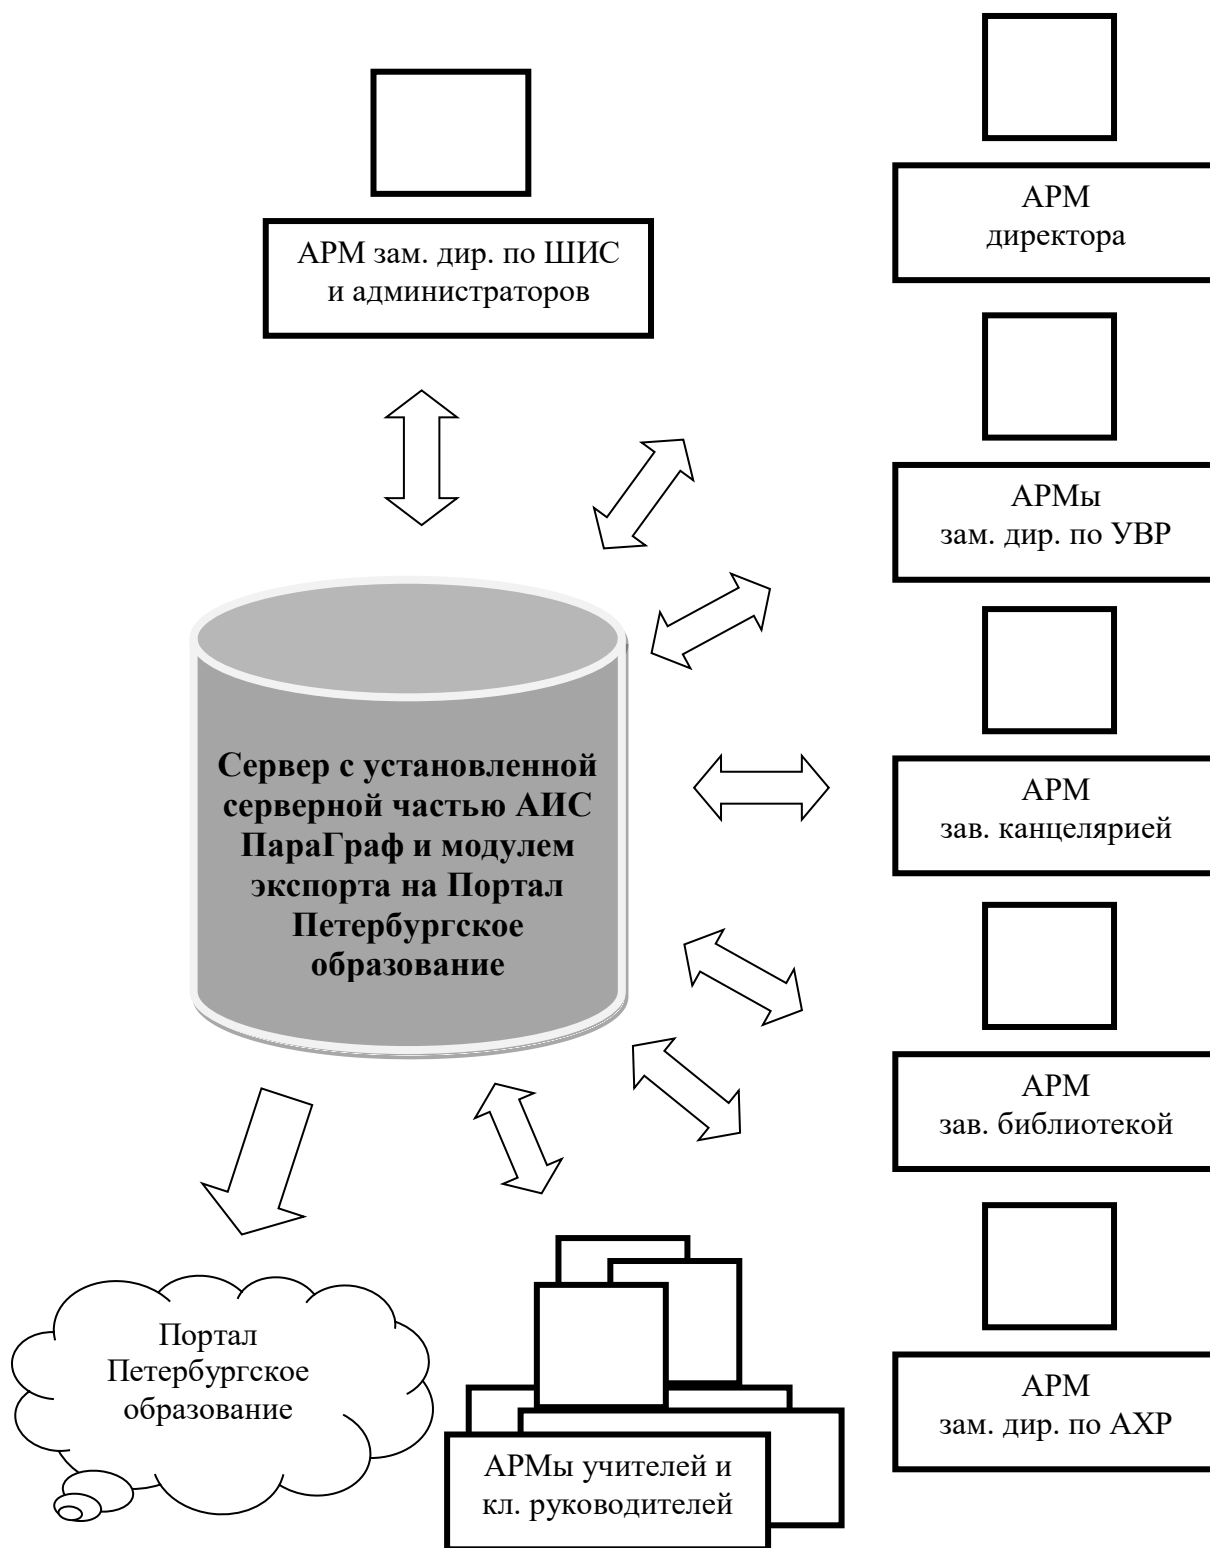 АРМ
директора
АРМ зам. дир. по ШИС
и администраторов
АРМы
зам. дир. по УВР
Сервер с установленной
серверной частью АИС
ПараГраф и модулем
экспорта на Портал
Петербургское
образование
АРМ
зав. канцелярией
АРМ
зав. библиотекой
Портал
Петербургское
образование
АРМ
зам. дир. по АХР
АРМы учителей и
кл. руководителей